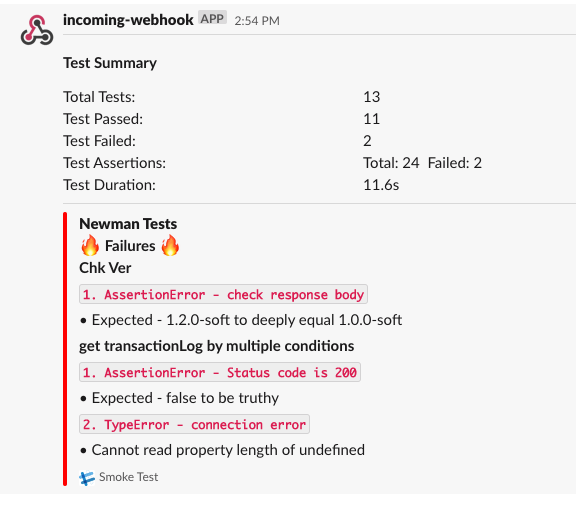 incoming-webhook APP 2:54 PM
Test Summary
Total Tests: 13
Test Passed: 11
Test Failed: 2
Test Assertions: Total: 24 Failed: 2
Test Duration: 11.6s
Newman Tests
🔥 Failures 🔥
Chk Ver
1. AssertionError - check response body
• Expected - 1.2.0-soft to deeply equal 1.0.0-soft
get transactionLog by multiple conditions
1. AssertionError - Status code is 200
• Expected - false to be truthy
2. TypeError - connection error
• Cannot read property length of undefined
Smoke Test